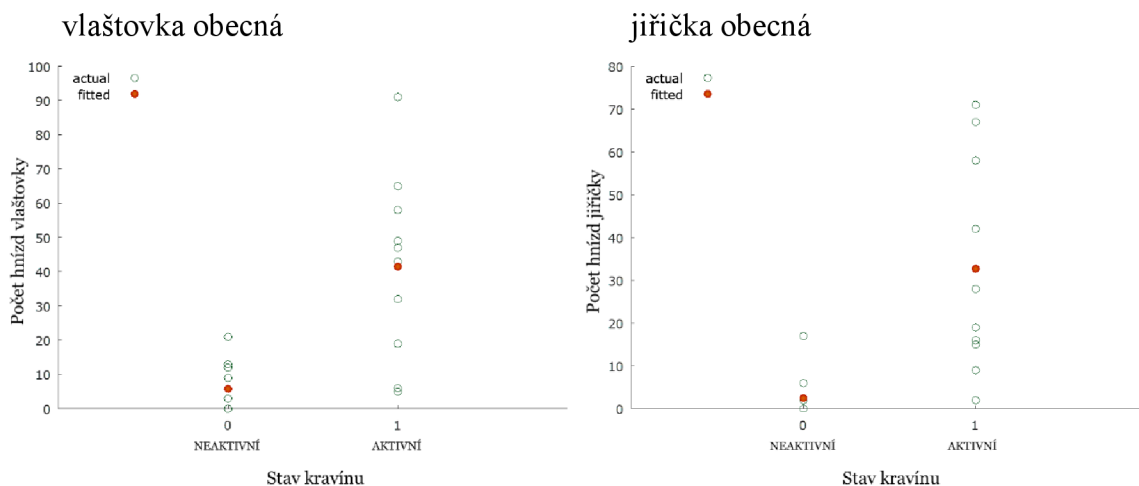 vlaštovka obecná
actual
fitted
100
90
80
70
60
50
40
30
20
10
0
Počet hnízd vlaštovky
0
1
NEAKTIVNÍ
AKTIVNÍ
Stav kravínu
jiřička obecná
actual
fitted
80
70
60
50
40
30
20
10
0
Počet hnízd jiřičky
0
1
NEAKTIVNÍ
AKTIVNÍ
Stav kravínu